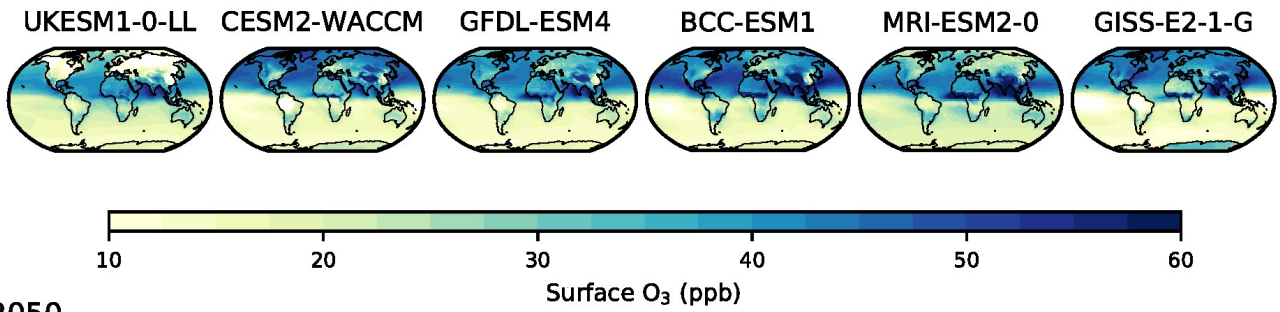 UKESM1-0-LL CESM2-WACCM GFDL-ESM4 BCC-ESM1 MRI-ESM2-0 GISS-E2-1-G
10 20 30 40 50 60
Surface O₃ (ppb)